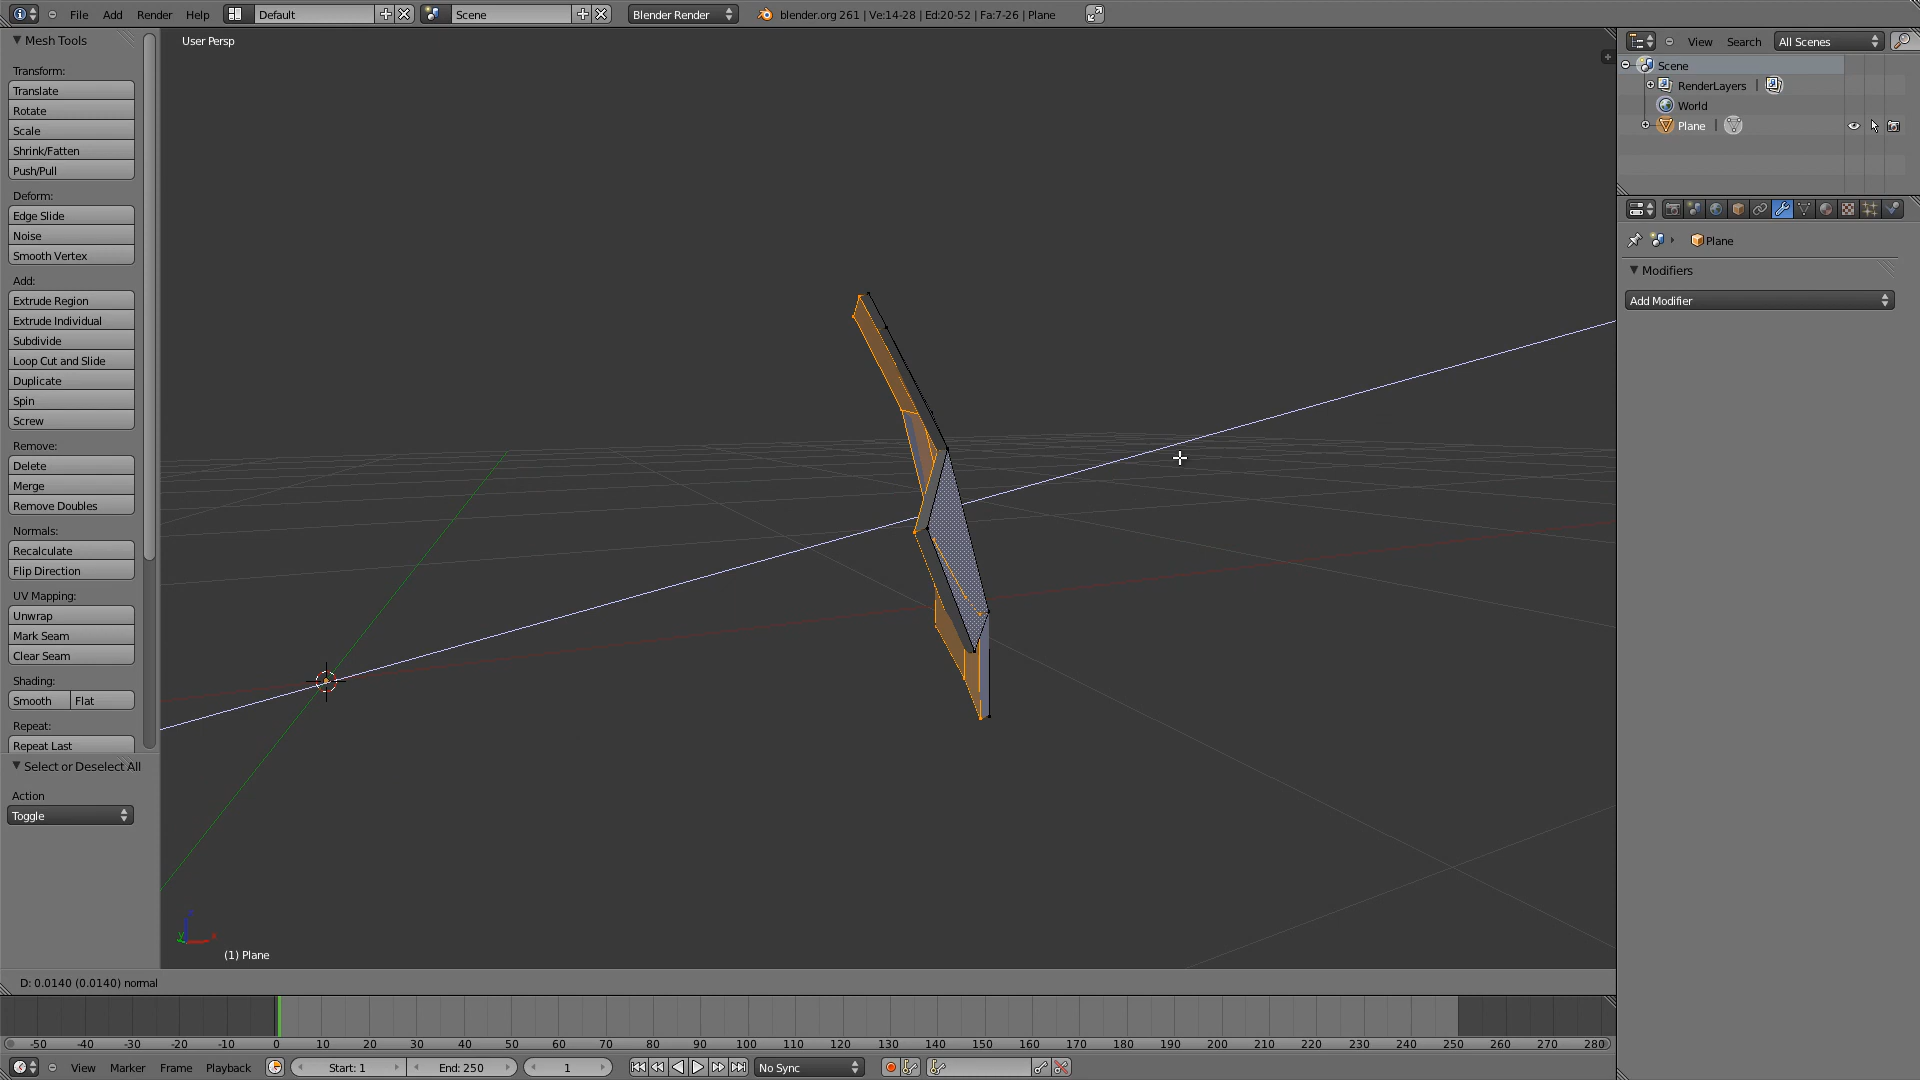 File Add Render Help Default Scene Blender Render blender.org 261 | Ve:14-28 | Ed:20-52 | Fa:7-26 | Plane
Mesh Tools
Transform:
Translate
Rotate
Scale
Shrink/Fatten
Push/Pull
Deform:
Edge Slide
Noise
Smooth Vertex
Add:
Extrude Region
Extrude Individual
Subdivide
Loop Cut and Slide
Duplicate
Spin
Screw
Remove:
Delete
Merge
Remove Doubles
Normals:
Recalculate
Flip Direction
UV Mapping:
Unwrap
Mark Seam
Clear Seam
Shading:
Smooth Flat
Repeat:
Repeat Last
Select or Deselect All
Action
Toggle
User Persp
(1) Plane
D: 0.0140 (0.0140) normal
View Search All Scenes
Scene
RenderLayers |
World
Plane |
Plane
Modifiers
Add Modifier
-50 -40 -30 -20 -10 0 10 20 30 40 50 60 70 80 90 100 110 120 130 140 150 160 170 180 190 200 210 220 230 240 250 260 270 280
View Marker Frame Playback Start: 1 End: 250 1 No Sync